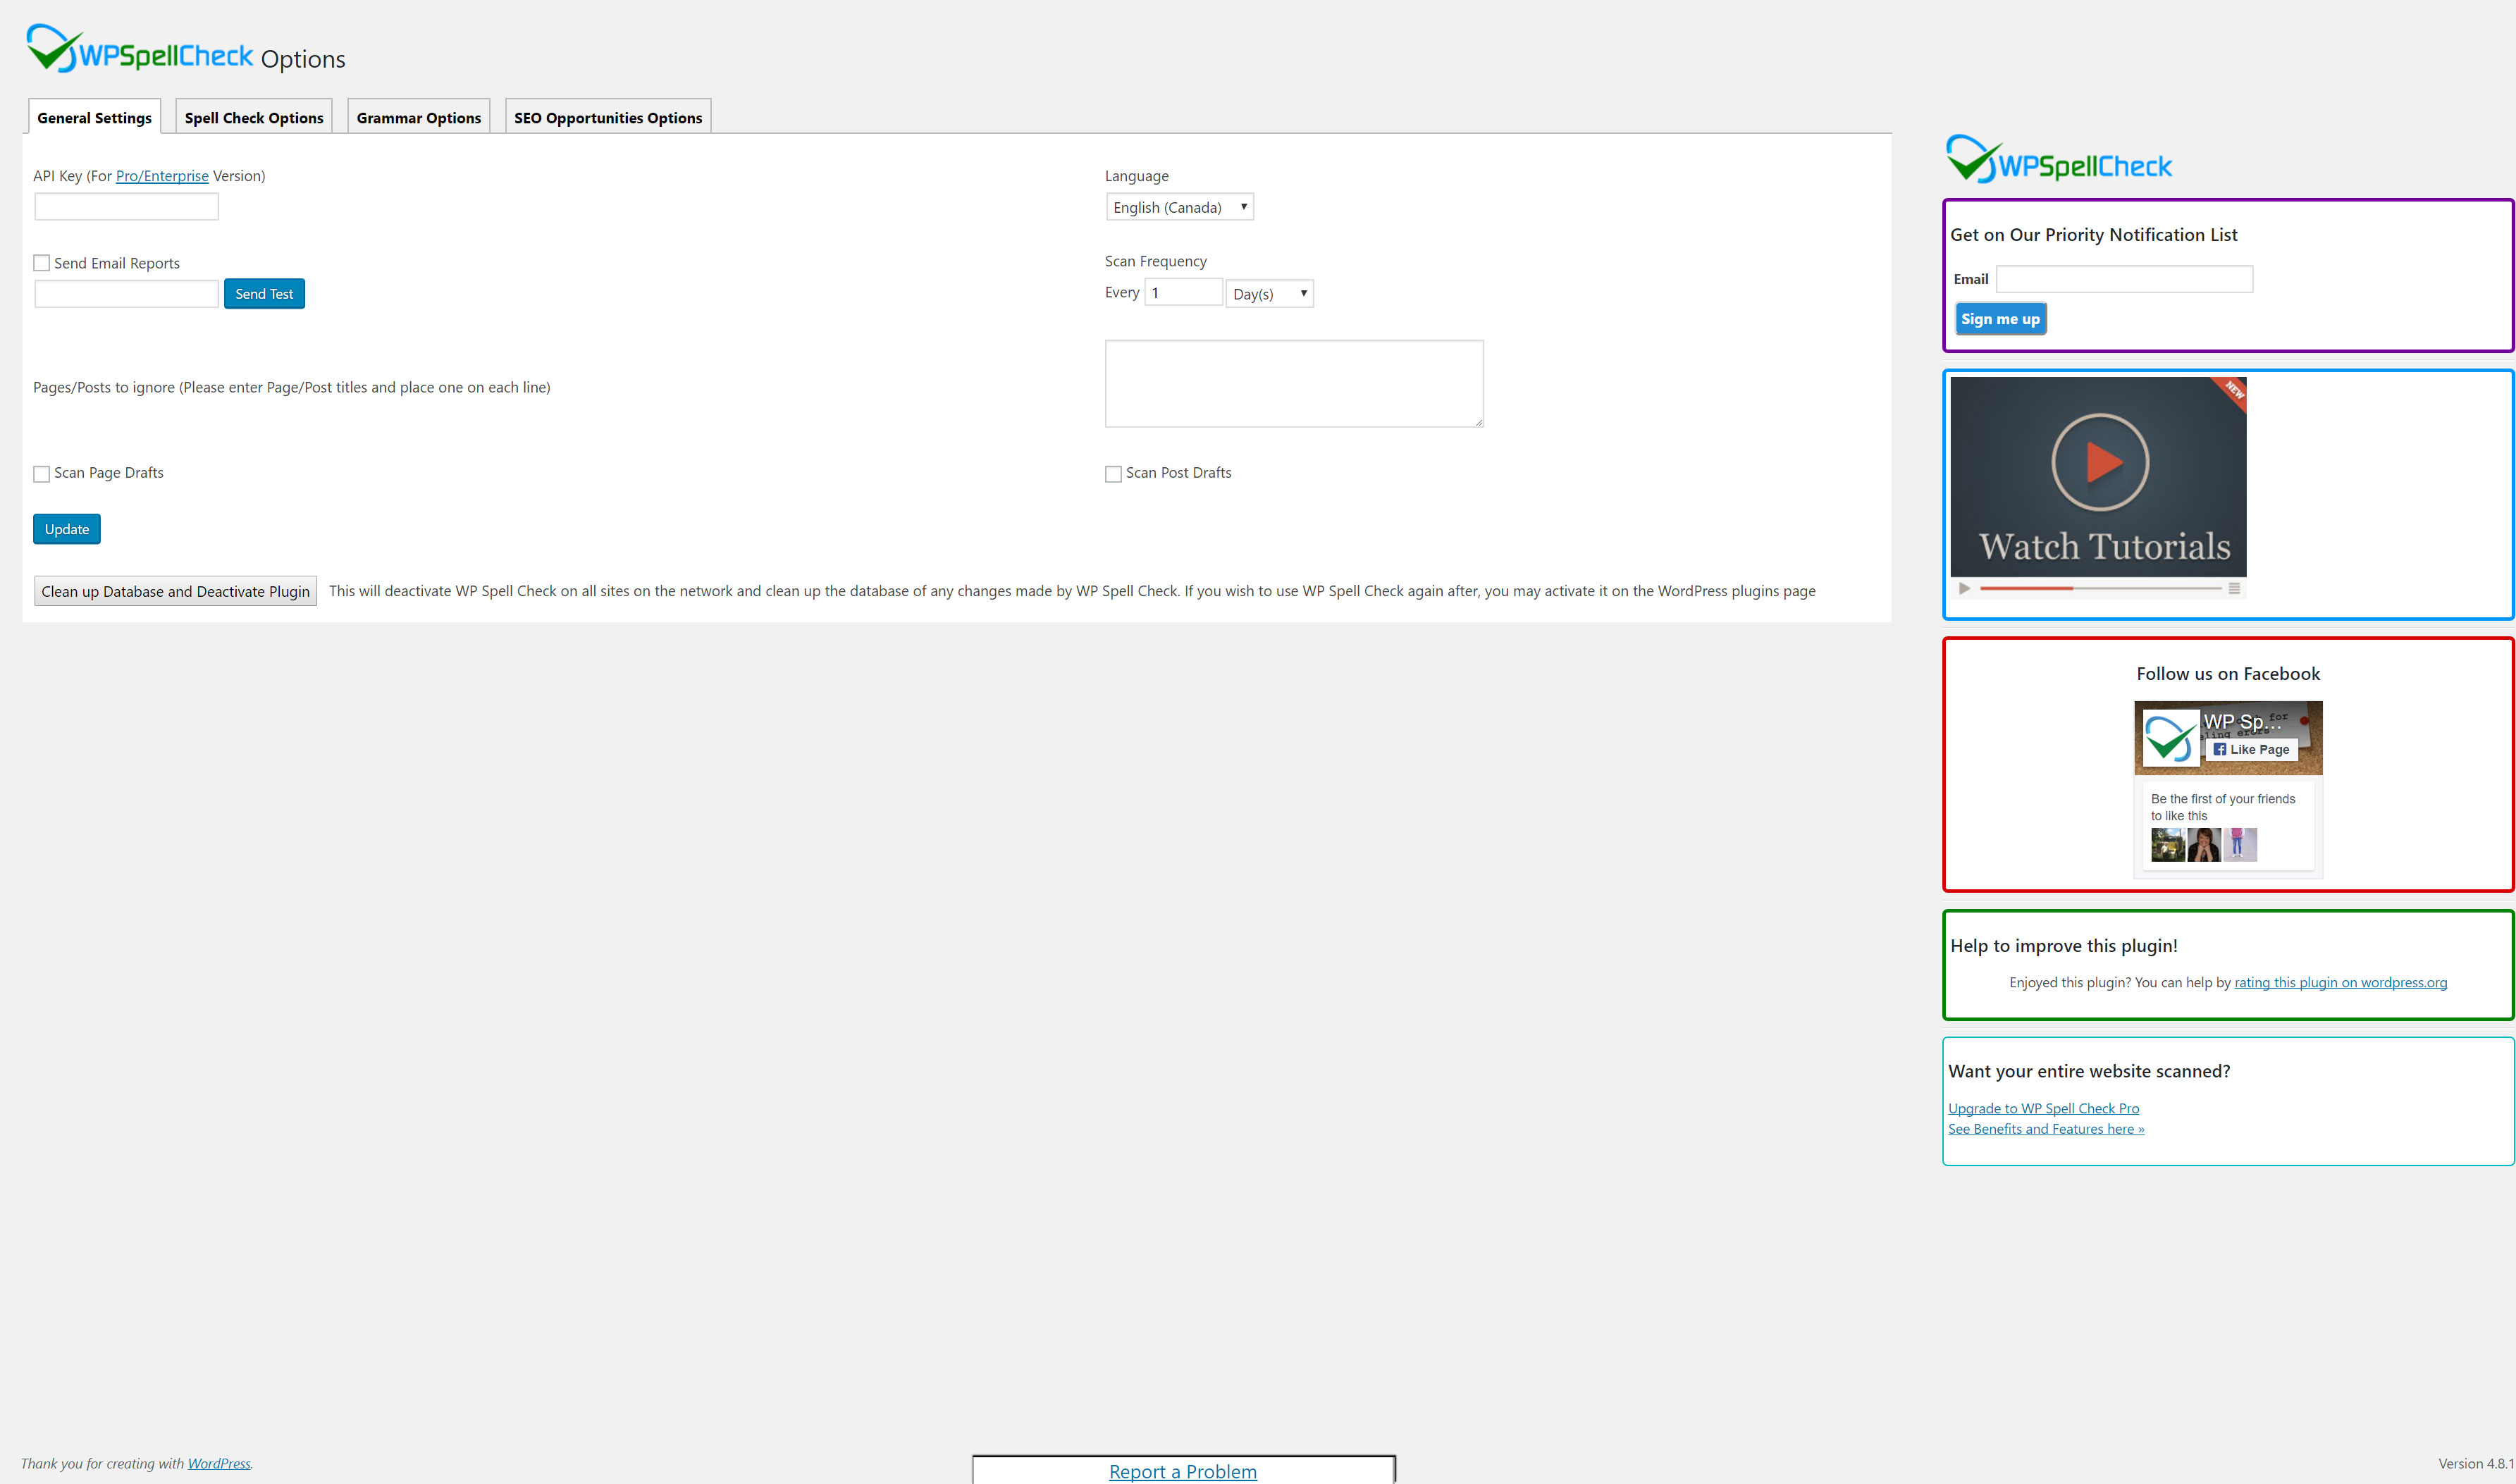 WPSpellCheck Options
General Settings
Spell Check Options
Grammar Options
SEO Opportunities Options
API Key (For Pro/Enterprise Version)
Language
English (Canada)
Send Email Reports
Send Test
Scan Frequency
Every 1 Day(s)
Pages/Posts to ignore (Please enter Page/Post titles and place one on each line)
Scan Page Drafts
Scan Post Drafts
Update
Clean up Database and Deactivate Plugin
This will deactivate WP Spell Check on all sites on the network and clean up the database of any changes made by WP Spell Check. If you wish to use WP Spell Check again after, you may activate it on the WordPress plugins page
WPSpellCheck
Get on Our Priority Notification List
Email
Sign me up
NEW
Watch Tutorials
Follow us on Facebook
WP Sp...
for
errors
Like Page
Be the first of your friends
to like this
Help to improve this plugin!
Enjoyed this plugin? You can help by rating this plugin on wordpress.org
Want your entire website scanned?
Upgrade to WP Spell Check Pro
See Benefits and Features here »
Thank you for creating with WordPress.
Report a Problem
Version 4.8.1